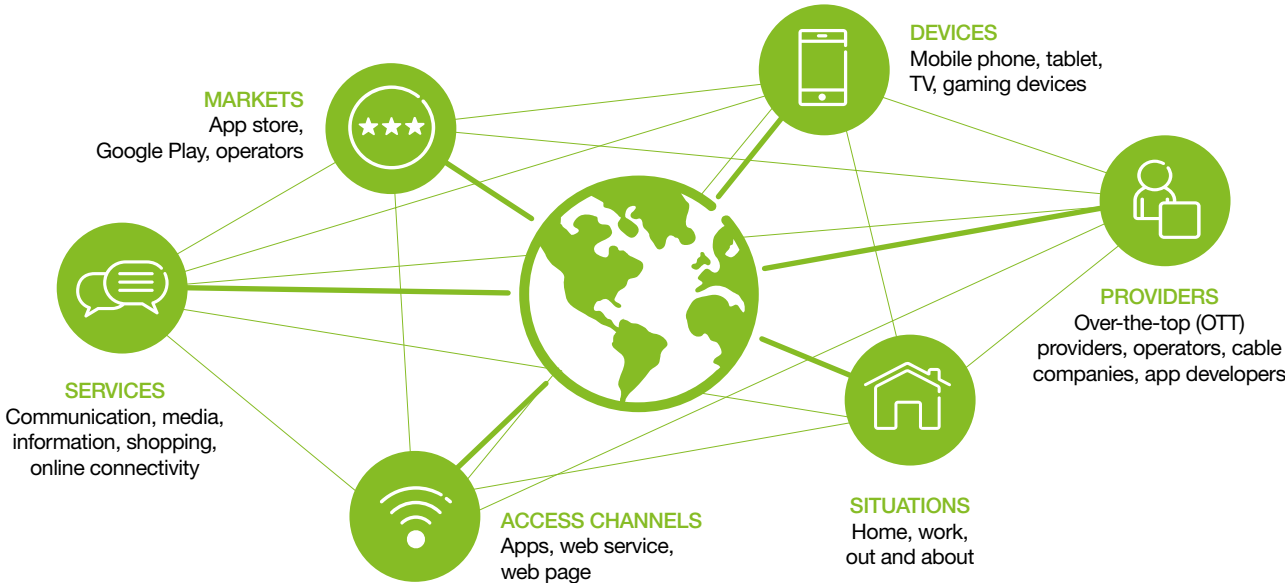 DEVICES
Mobile phone, tablet,
TV, gaming devices
MARKETS
App store,
Google Play, operators
PROVIDERS
Over-the-top (OTT)
providers, operators, cable
companies, app developers
SERVICES
Communication, media,
information, shopping,
online connectivity
SITUATIONS
Home, work,
out and about
ACCESS CHANNELS
Apps, web service,
web page